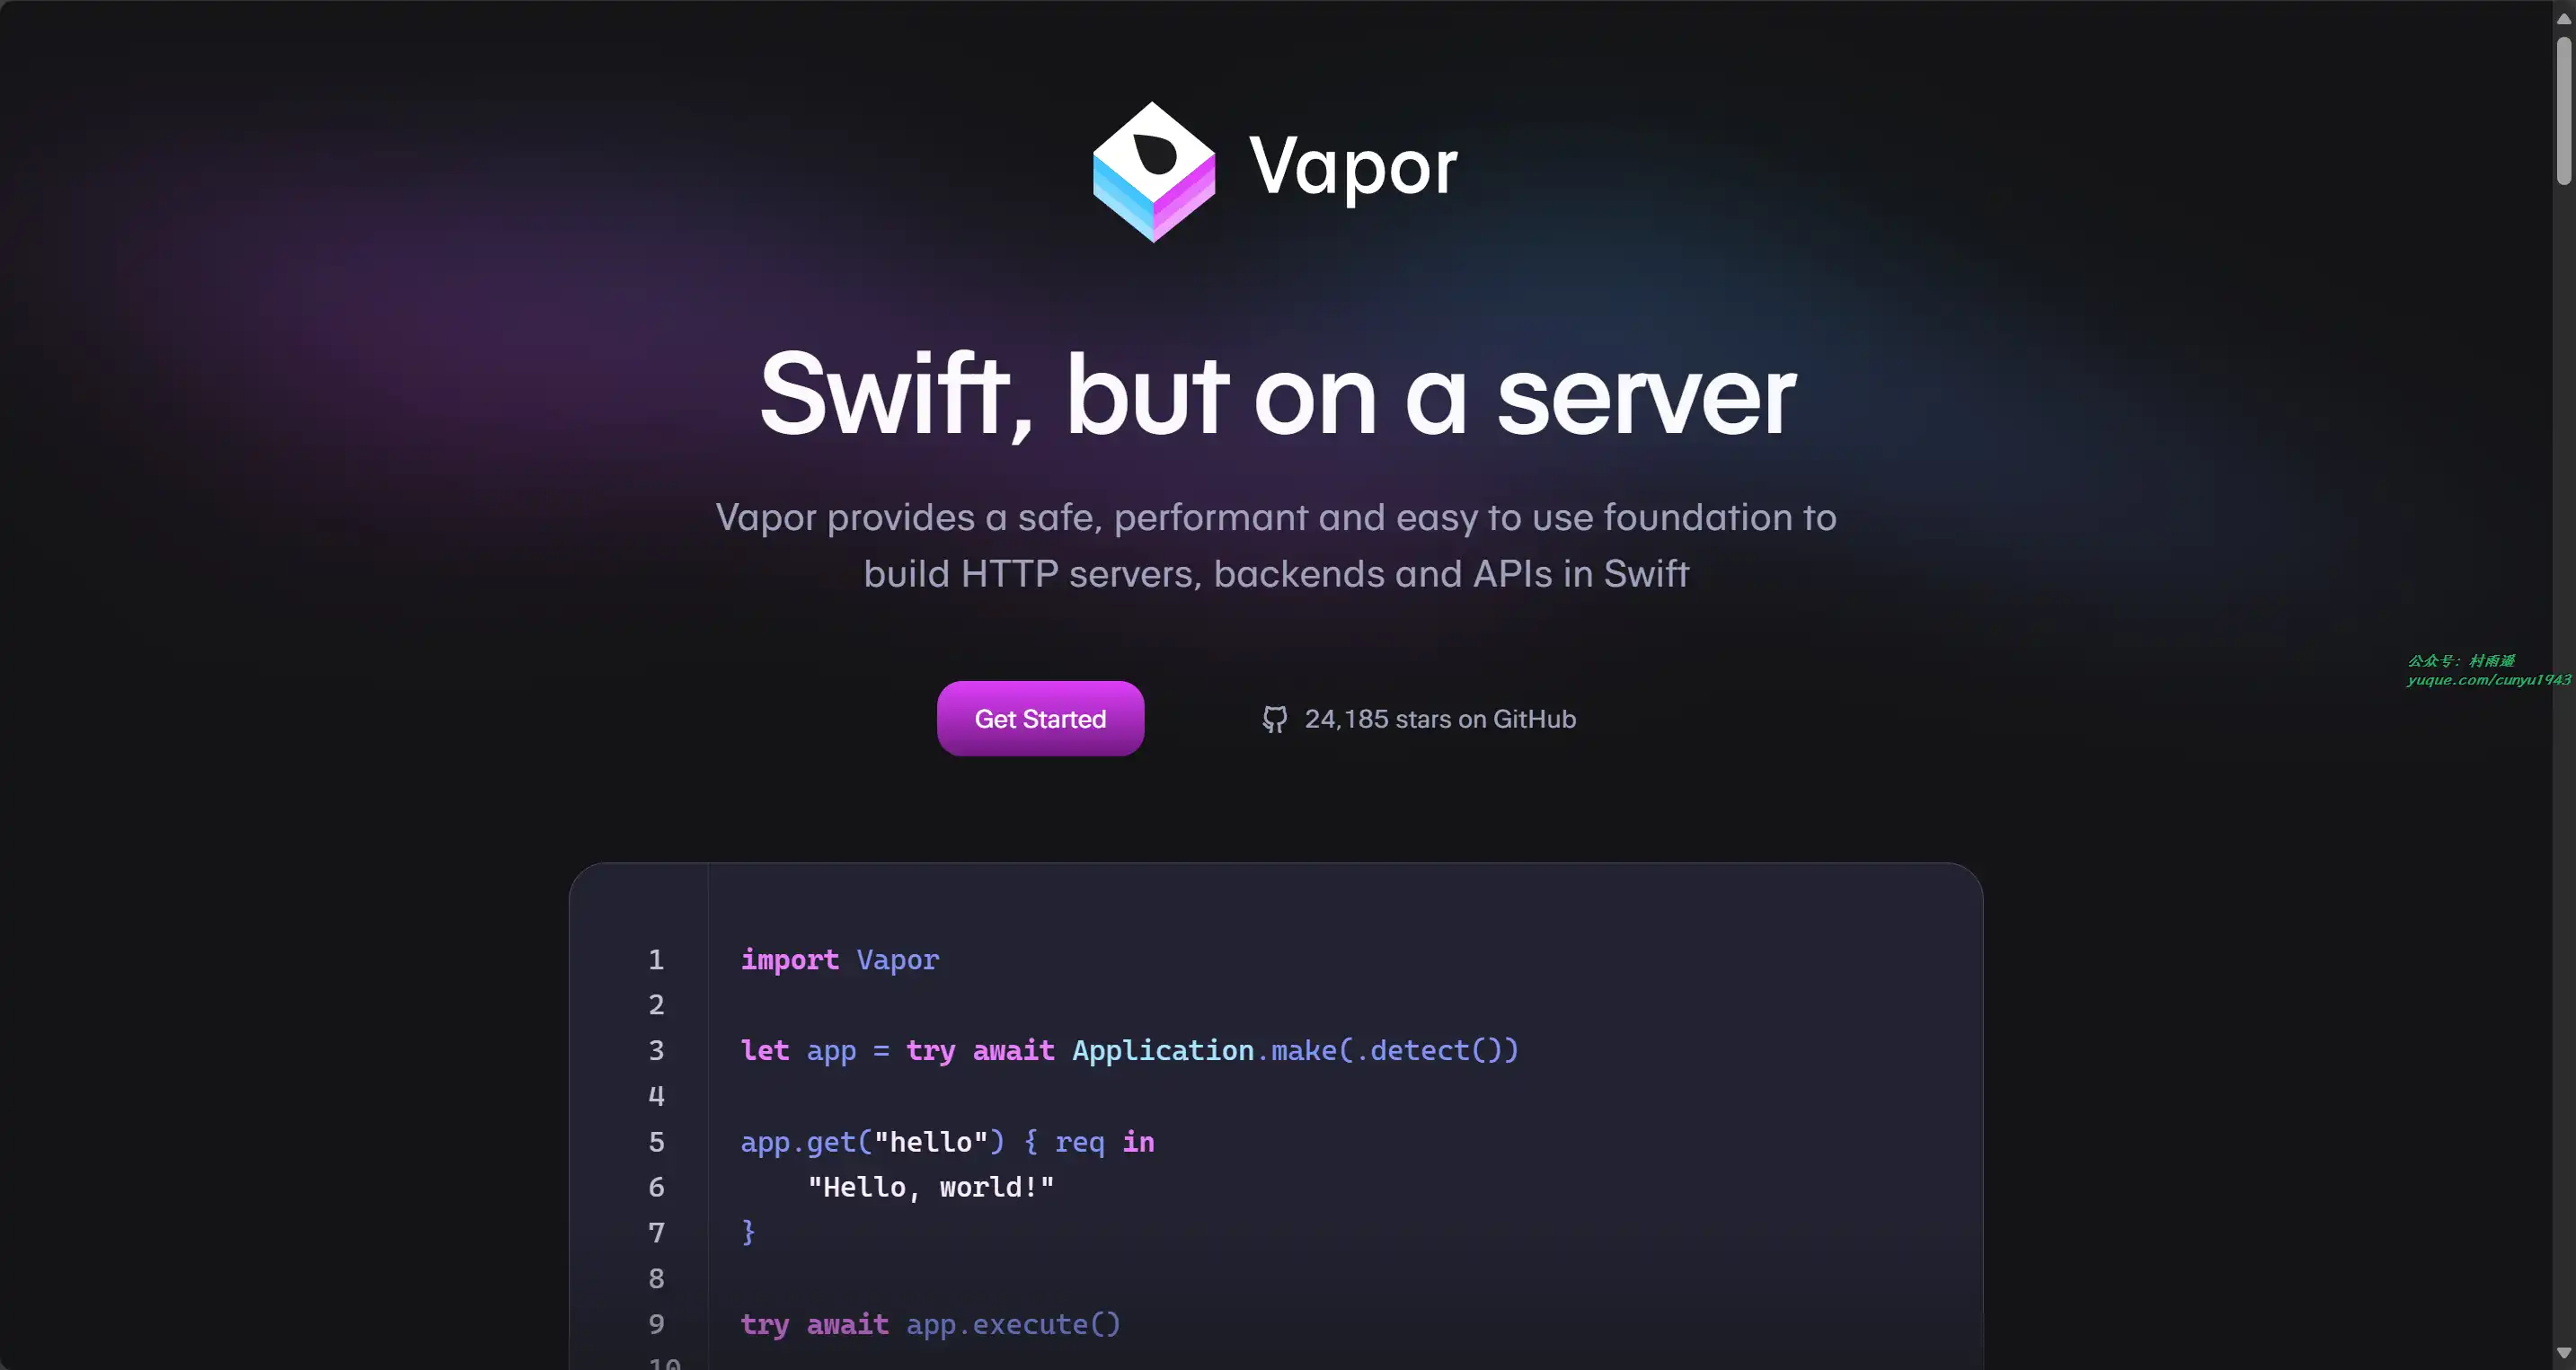 Vapor
Swift, but on a server
Vapor provides a safe, performant and easy to use foundation to
build HTTP servers, backends and APIs in Swift
公众号: 村雨遥
yuque.com/cunyu1943
Get Started
24,185 stars on GitHub
1 import Vapor
2
3 let app = try await Application.make(.detect())
4
5 app.get("hello") { req in
6     "Hello, world!"
7 }
8
9 try await app.execute()
10